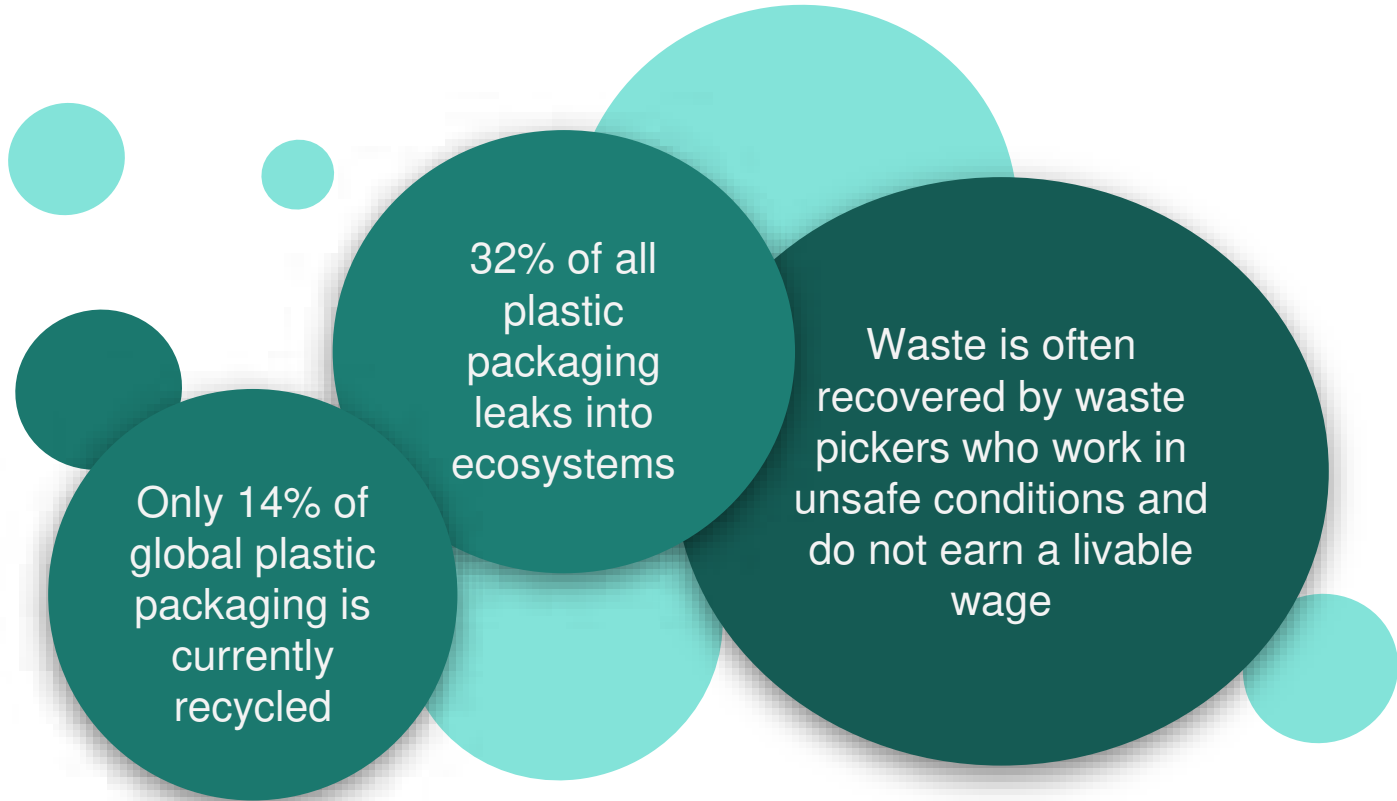 Only 14% of
global plastic
packaging is
currently
recycled
32% of all
plastic
packaging
leaks into
ecosystems
Waste is often
recovered by waste
pickers who work in
unsafe conditions and
do not earn a livable
wage